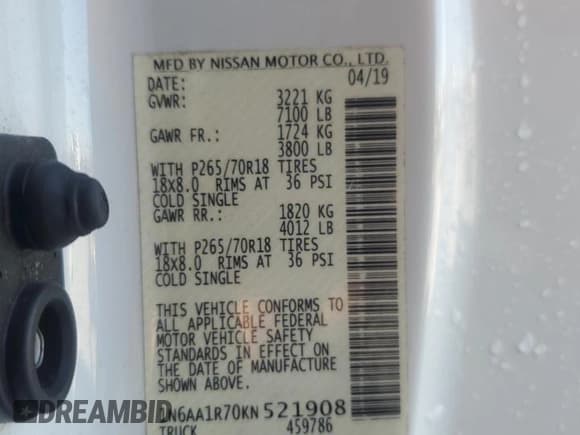 MFD BY NISSAN MOTOR CO., LTD.
DATE: 04/19
GVWR: 3221 KG
7100 LB
GAWR FR.: 1724 KG
3800 LB
WITH P265/70R18 TIRES
18X8.0 RIMS AT 36 PSI
COLD SINGLE
GAWR RR.: 1820 KG
4012 LB
WITH P265/70R18 TIRES
18X8.0 RIMS AT 36 PSI
COLD SINGLE
THIS VEHICLE CONFORMS TO
ALL APPLICABLE FEDERAL
MOTOR VEHICLE SAFETY
STANDARDS IN EFFECT ON
THE DATE OF MANUFACTURE
SHOWN ABOVE.
1N6AA1R70KN 521908
TRUCK 459786
DREAMBID